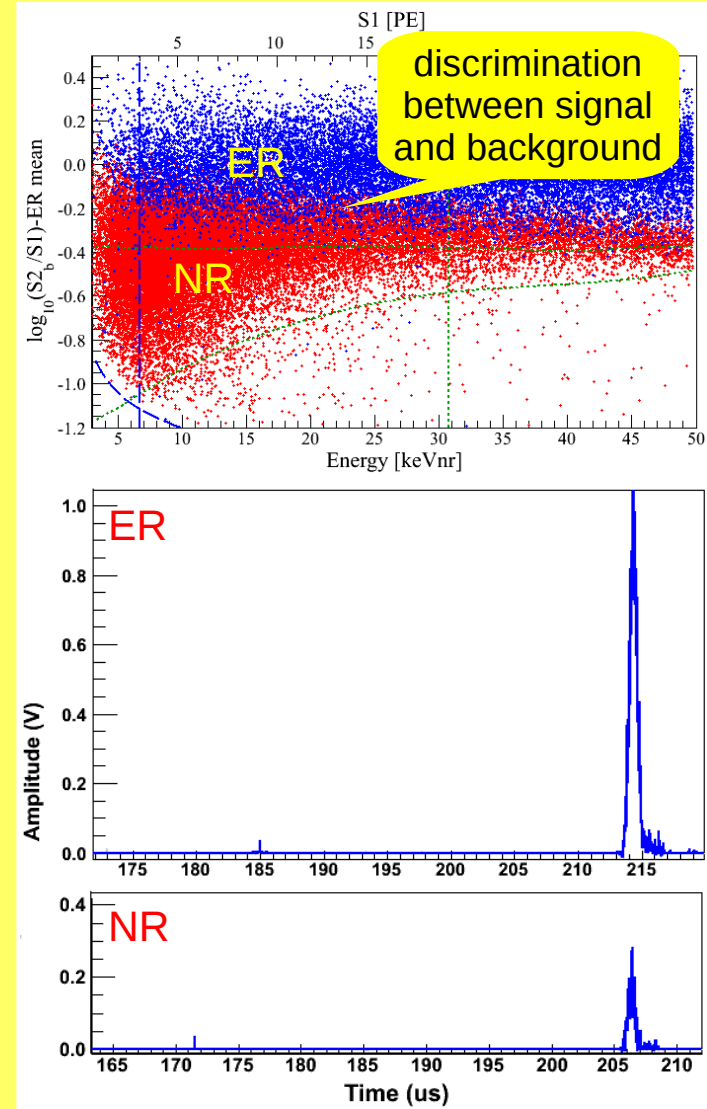 S1 [PE]
5 10 15
discrimination
between signal
and background
log10(S2b/S1)-ER mean
0.4
0.2
0.0
-0.2
-0.4
-0.6
-0.8
-1.0
-1.2
ER
NR
5 10 15 20 25 30 35 40 45 50
Energy [keVnr]
ER
Amplitude (V)
1.0
0.8
0.6
0.4
0.2
0.0
175 180 185 190 195 200 205 210 215
NR
0.4
0.2
0.0
165 170 175 180 185 190 195 200 205 210
Time (us)